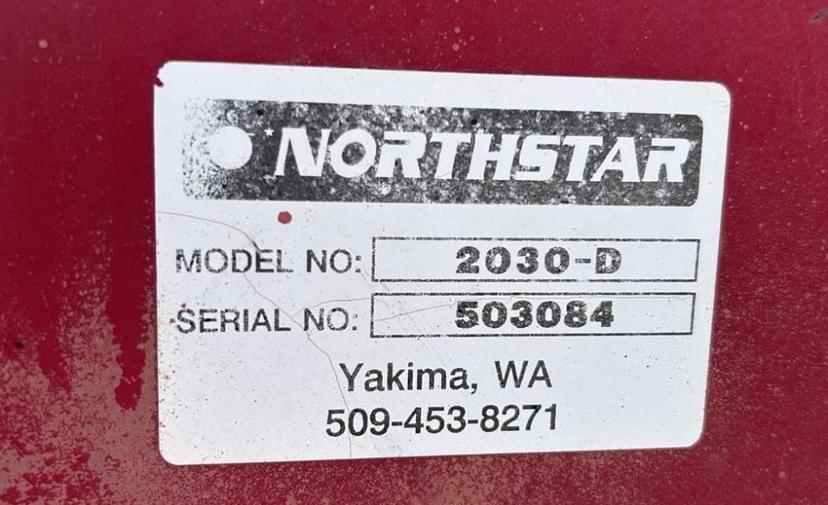 NORTHSTAR
MODEL NO: 2030-D
SERIAL NO: 503084
Yakima, WA
509-453-8271